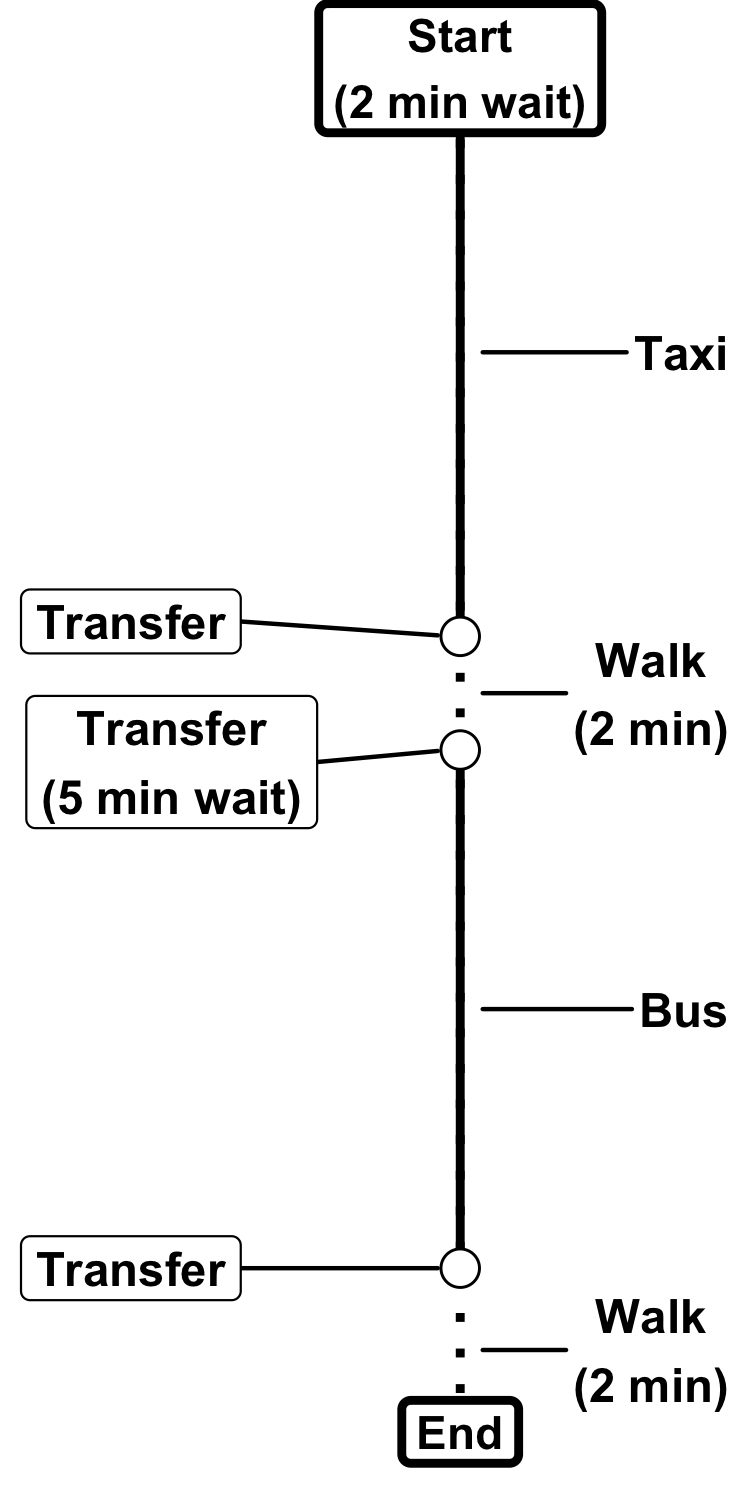 Start
(2 min wait)
Taxi
Transfer
Walk
(2 min)
Transfer
(5 min wait)
Bus
Transfer
Walk
(2 min)
End